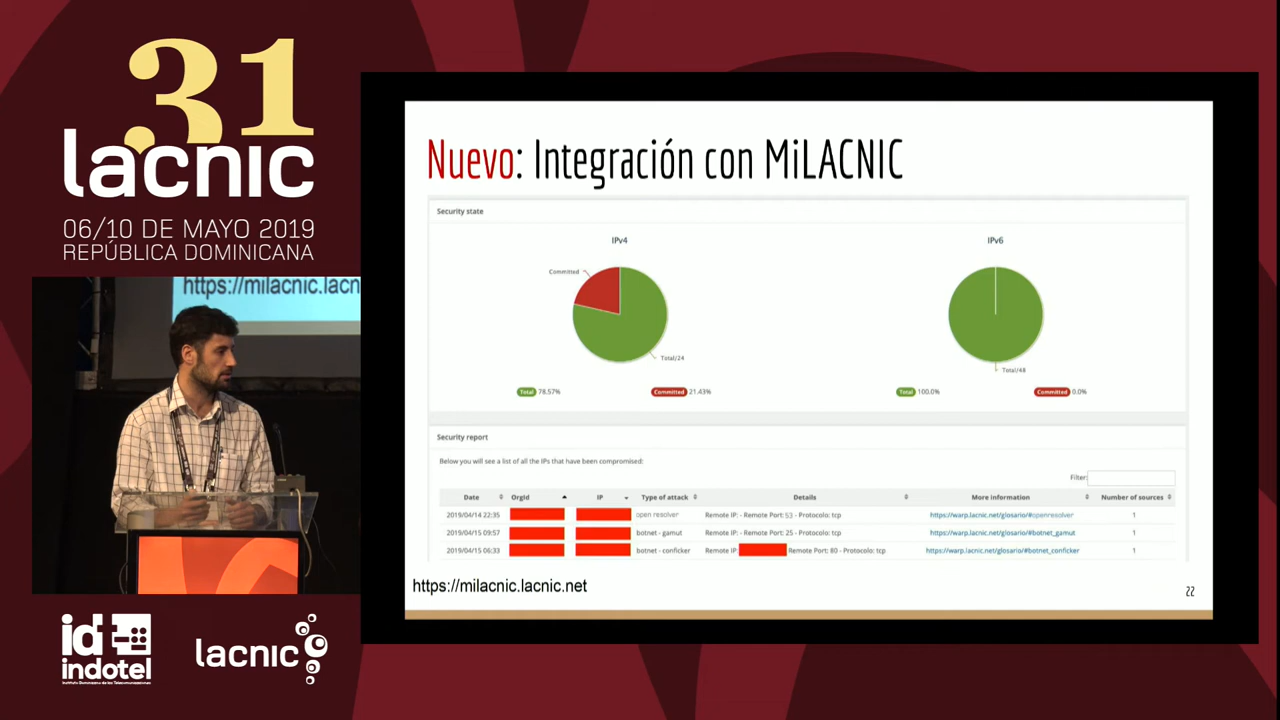 31
lacnic
06/10 DE MAYO 2019
REPÚBLICA DOMINICANA
https://milacnic.lacn
id
indotel
Instituto Dominicano de las Telecomunicaciones
lacnic
Nuevo: Integración con MiLACNIC
Security state
IPv4
IPv6
Committed
Total/24
Total/48
Total 78.57%
Committed 21.43%
Total 100.0%
Committed 0.0%
Security report
Below you will see a list of all the IPs that have been compromised:
Filter:
Date OrgId IP Type of attack Details More information Number of sources
2019/04/14 22:35 open resolver Remote IP: - Remote Port: 53 - Protocolo: tcp https://warp.lacnic.net/glosario/#openresolver 1
2019/04/15 09:57 botnet - gamut Remote IP: - Remote Port: 25 - Protocolo: tcp https://warp.lacnic.net/glosario/#botnet_gamut 1
2019/04/15 06:33 botnet - conficker Remote IP: Remote Port: 80 - Protocolo: tcp https://warp.lacnic.net/glosario/#botnet_conficker 1
https://milacnic.lacnic.net
22